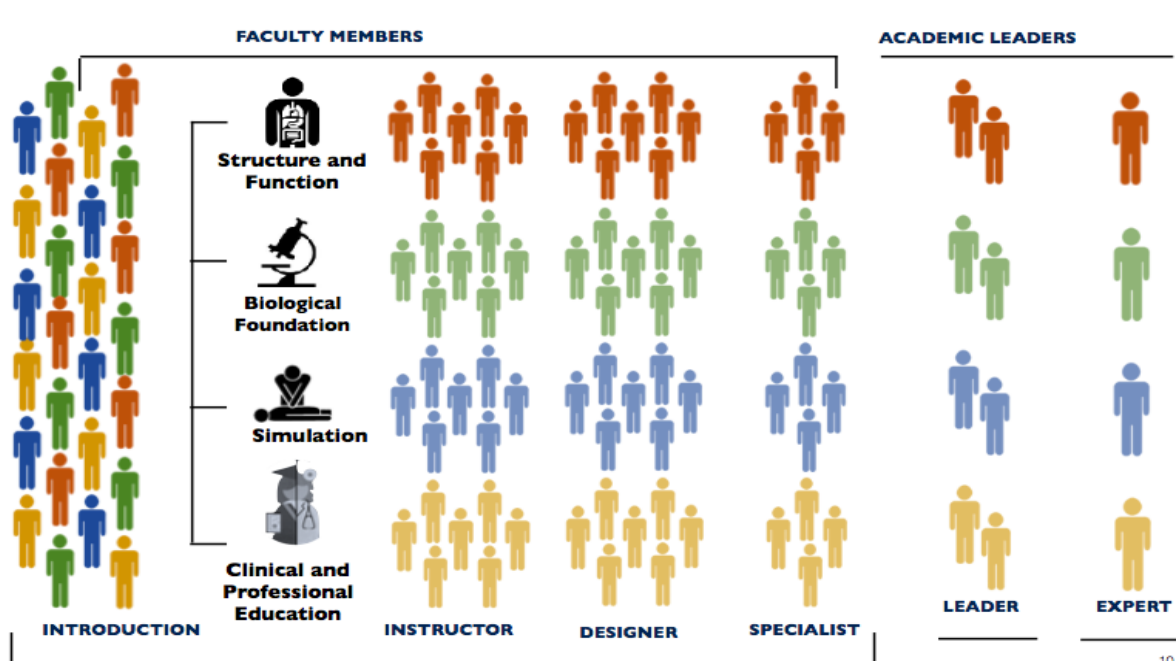 FACULTY MEMBERS
ACADEMIC LEADERS
Structure and
Function
Biological
Foundation
Simulation
Clinical and
Professional
Education
INTRODUCTION
INSTRUCTOR
DESIGNER
SPECIALIST
LEADER
EXPERT